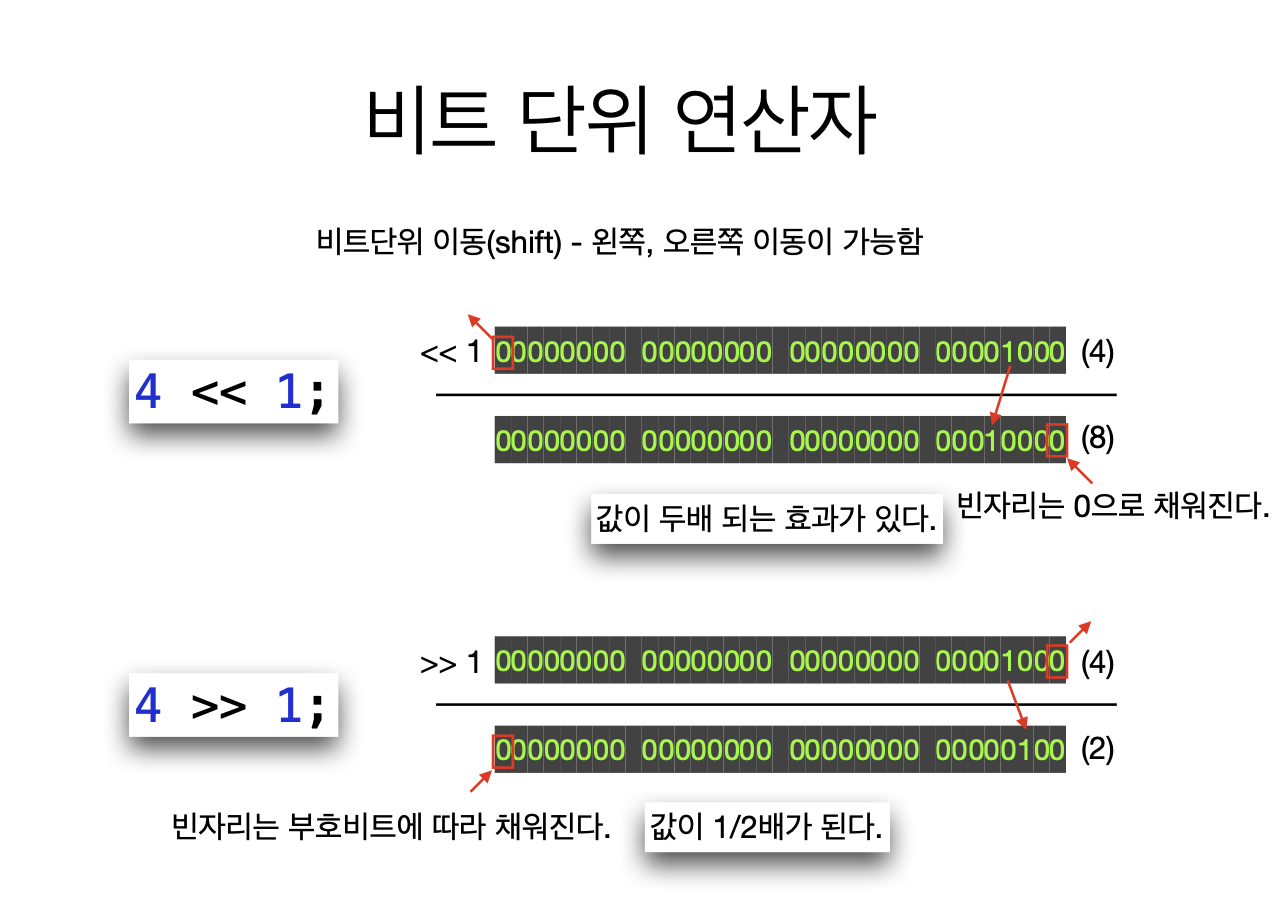 비트 단위 연산자
비트단위 이동(shift) - 왼쪽, 오른쪽 이동이 가능함
4 << 1;
<< 1 00000000 00000000 00000000 00001000 (4)
00000000 00000000 00000000 00010000 (8)
빈자리는 0으로 채워진다.
값이 두배 되는 효과가 있다.
4 >> 1;
>> 1 00000000 00000000 00000000 00001000 (4)
00000000 00000000 00000000 00000100 (2)
빈자리는 부호비트에 따라 채워진다.
값이 1/2배가 된다.